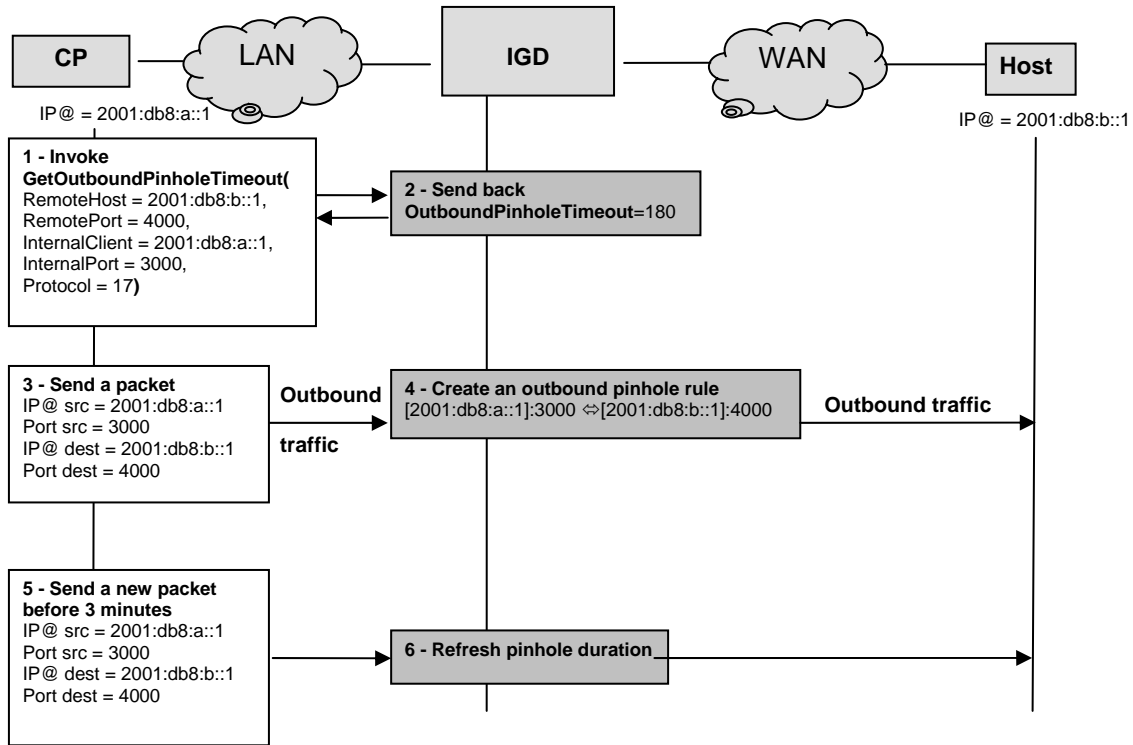 CP
LAN
IGD
WAN
Host
IP@ = 2001:db8:a::1
IP@ = 2001:db8:b::1
1 - Invoke
GetOutboundPinholeTimeout(
RemoteHost = 2001:db8:b::1,
RemotePort = 4000,
InternalClient = 2001:db8:a::1,
InternalPort = 3000,
Protocol = 17)
2 - Send back
OutboundPinholeTimeout=180
3 - Send a packet
IP@ src = 2001:db8:a::1
Port src = 3000
IP@ dest = 2001:db8:b::1
Port dest = 4000
Outbound
traffic
4 - Create an outbound pinhole rule
[2001:db8:a::1]:3000 ⬄[2001:db8:b::1]:4000
Outbound traffic
5 - Send a new packet
before 3 minutes
IP@ src = 2001:db8:a::1
Port src = 3000
IP@ dest = 2001:db8:b::1
Port dest = 4000
6 - Refresh pinhole duration